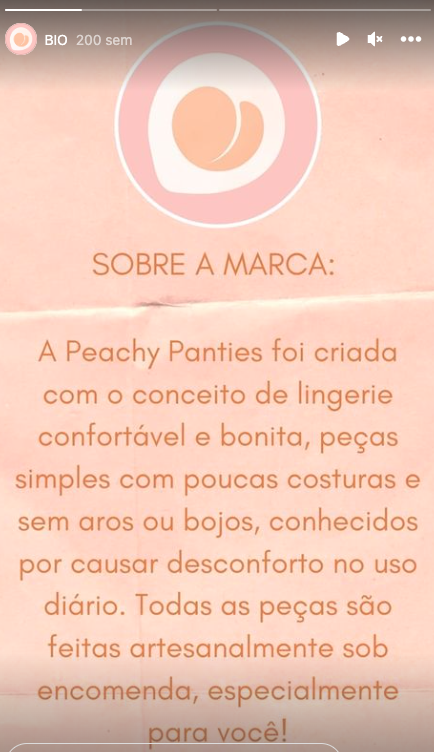 BIO 200 sem
SOBRE A MARCA:
A Peachy Panties foi criada
com o conceito de lingerie
confortável e bonita, peças
simples com poucas costuras e
sem aros ou bojos, conhecidos
por causar desconforto no uso
diário. Todas as peças são
feitas artesanalmente sob
encomenda, especialmente
para você!